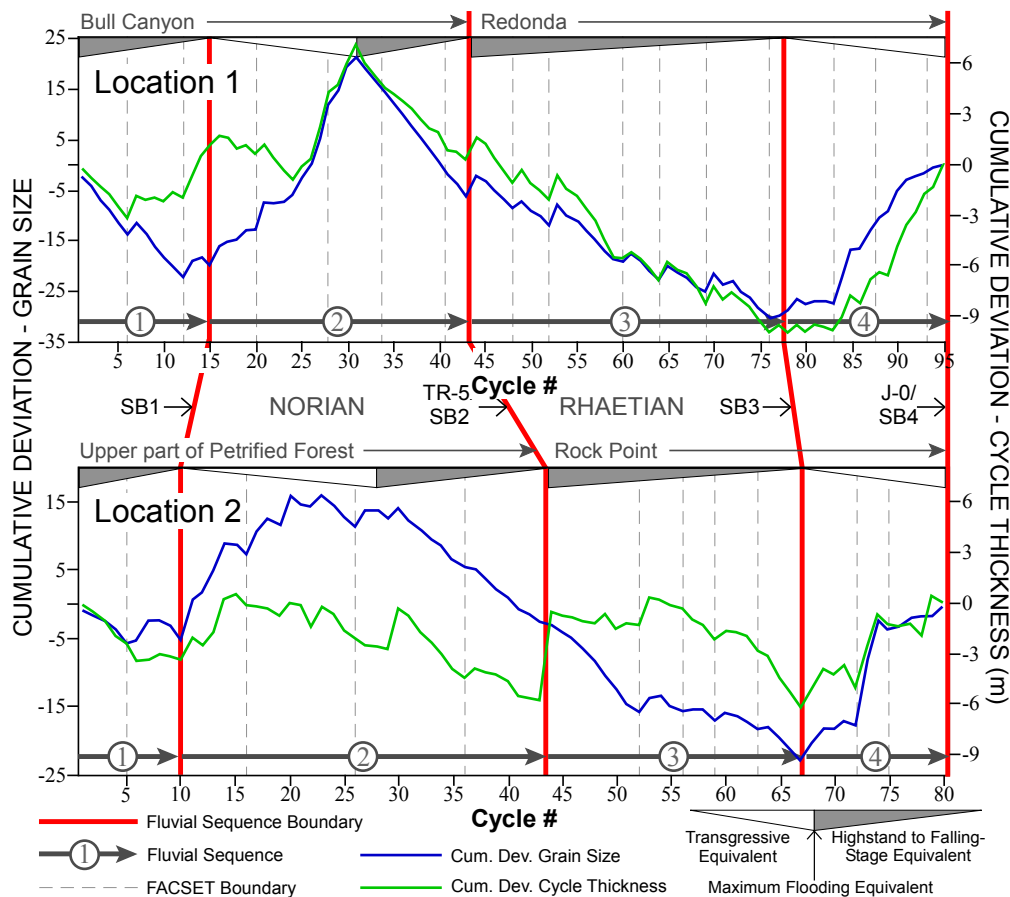 Bull Canyon
Redonda
CUMULATIVE DEVIATION - GRAIN SIZE
25
15
5
-5
-15
-25
-35
Location 1
6
3
0
-3
-6
-9
CUMULATIVE DEVIATION - CYCLE THICKNESS (m)
1
2
3
4
5 10 15 20 25 30 35 40 45 50 55 60 65 70 75 80 85 90 95
Cycle #
SB1
NORIAN
TR-5
SB2
RHAETIAN
SB3
J-0/
SB4
Upper part of Petrified Forest
Rock Point
15
5
-5
-15
-25
Location 2
6
3
0
-3
-6
-9
1
2
3
4
5 10 15 20 25 30 35 40 45 50 55 60 65 70 75 80
Cycle #
Fluvial Sequence Boundary
1 Fluvial Sequence
FACSET Boundary
Cum. Dev. Grain Size
Cum. Dev. Cycle Thickness
Transgressive
Equivalent
Highstand to Falling-
Stage Equivalent
Maximum Flooding Equivalent